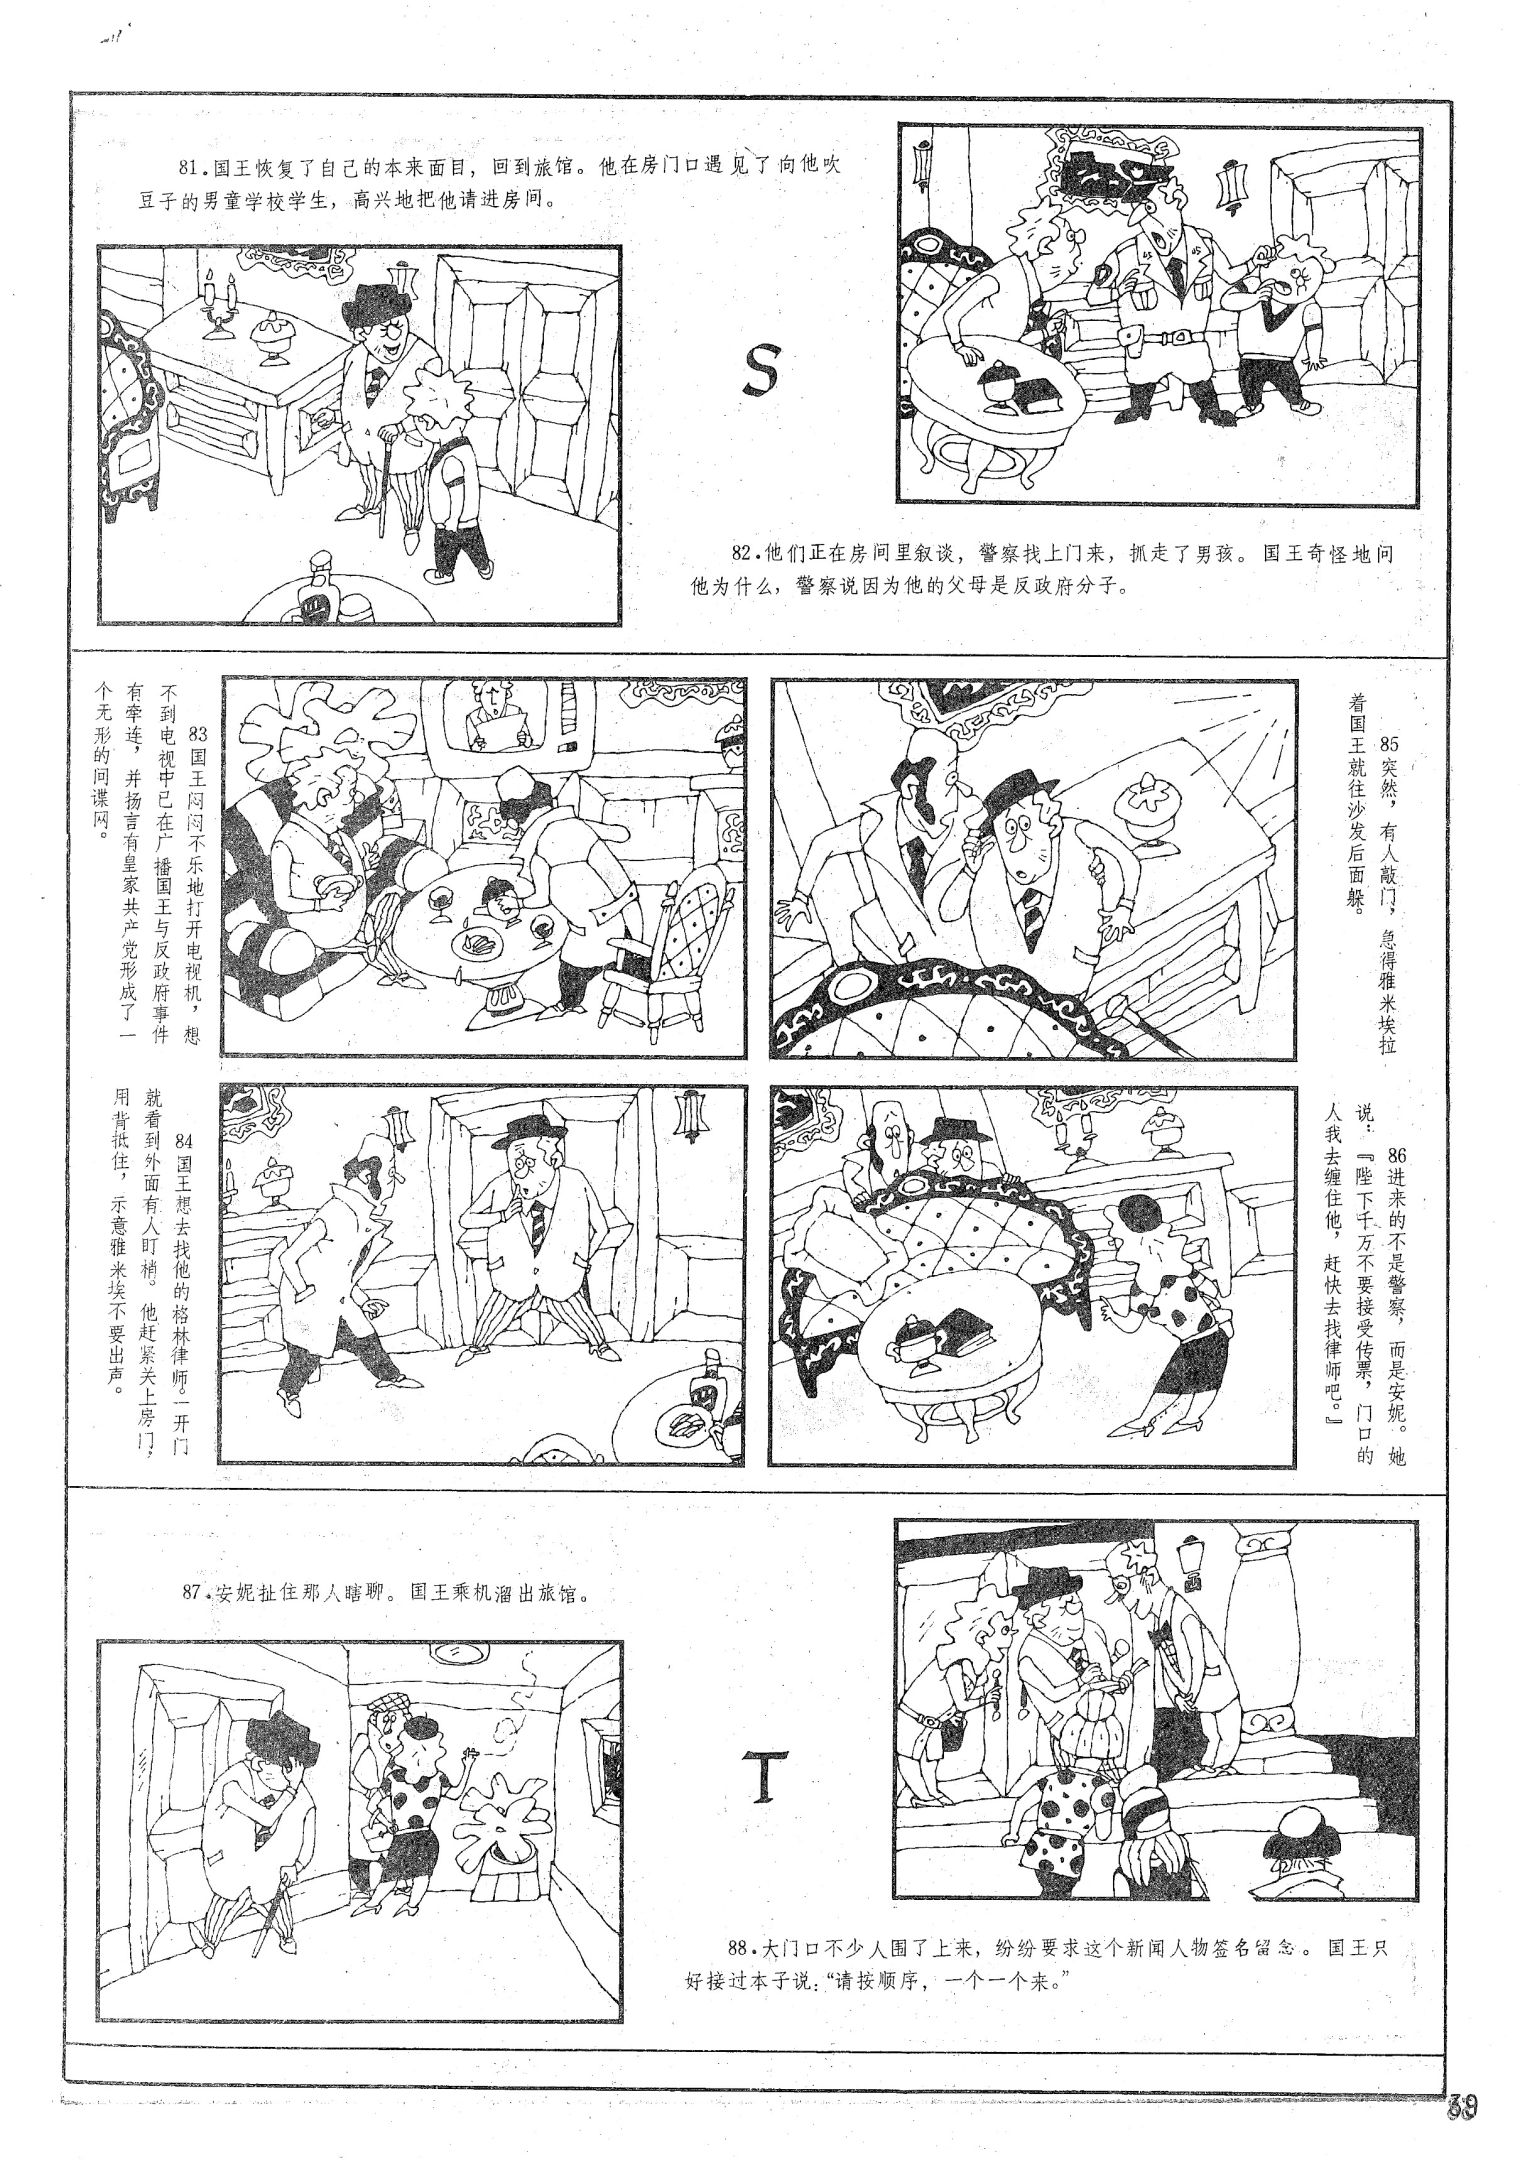 81.国王恢复了自己的本来面目，回到旅馆。他在房门口遇见了向他吹
豆子的男童学校学生，高兴地把他请进房间。
S
82.他们正在房间里叙谈，警察找上门来，抓走了男孩。国王奇怪地问
他为什么，警察说因为他的父母是反政府分子。
83国王闷闷不乐地打开电视机，想
不到电视中已在广播国王与反政府事件
有牵连，并扬言有皇家共产党形成了一
个无形的间谍网。
84国王想去找他的格林律师。一开门
就看到外面有人盯梢。他赶紧关上房门，
用背抵住，示意雅米埃不要出声。
85突然，有人敲门，急得雅米埃拉
着国王就往沙发后面躲。
86进来的不是警察，而是安妮。她
说：『陛下千万不要接受传票，门口的
人我去缠住他，赶快去找律师吧。』
87.安妮扯住那人瞎聊。国王乘机溜出旅馆。
T
88.大门口不少人围了上来，纷纷要求这个新闻人物签名留念。国王只
好接过本子说：“请按顺序，一个一个来。”
39